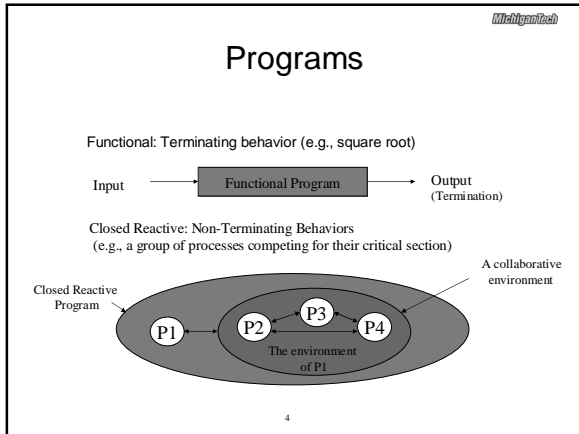 MichiganTech
Programs
Functional: Terminating behavior (e.g., square root)
Input
Functional Program
Output
(Termination)
Closed Reactive: Non-Terminating Behaviors
(e.g., a group of processes competing for their critical section)
A collaborative
environment
Closed Reactive
Program
P1
P2
P3
P4
The environment
of P1
4